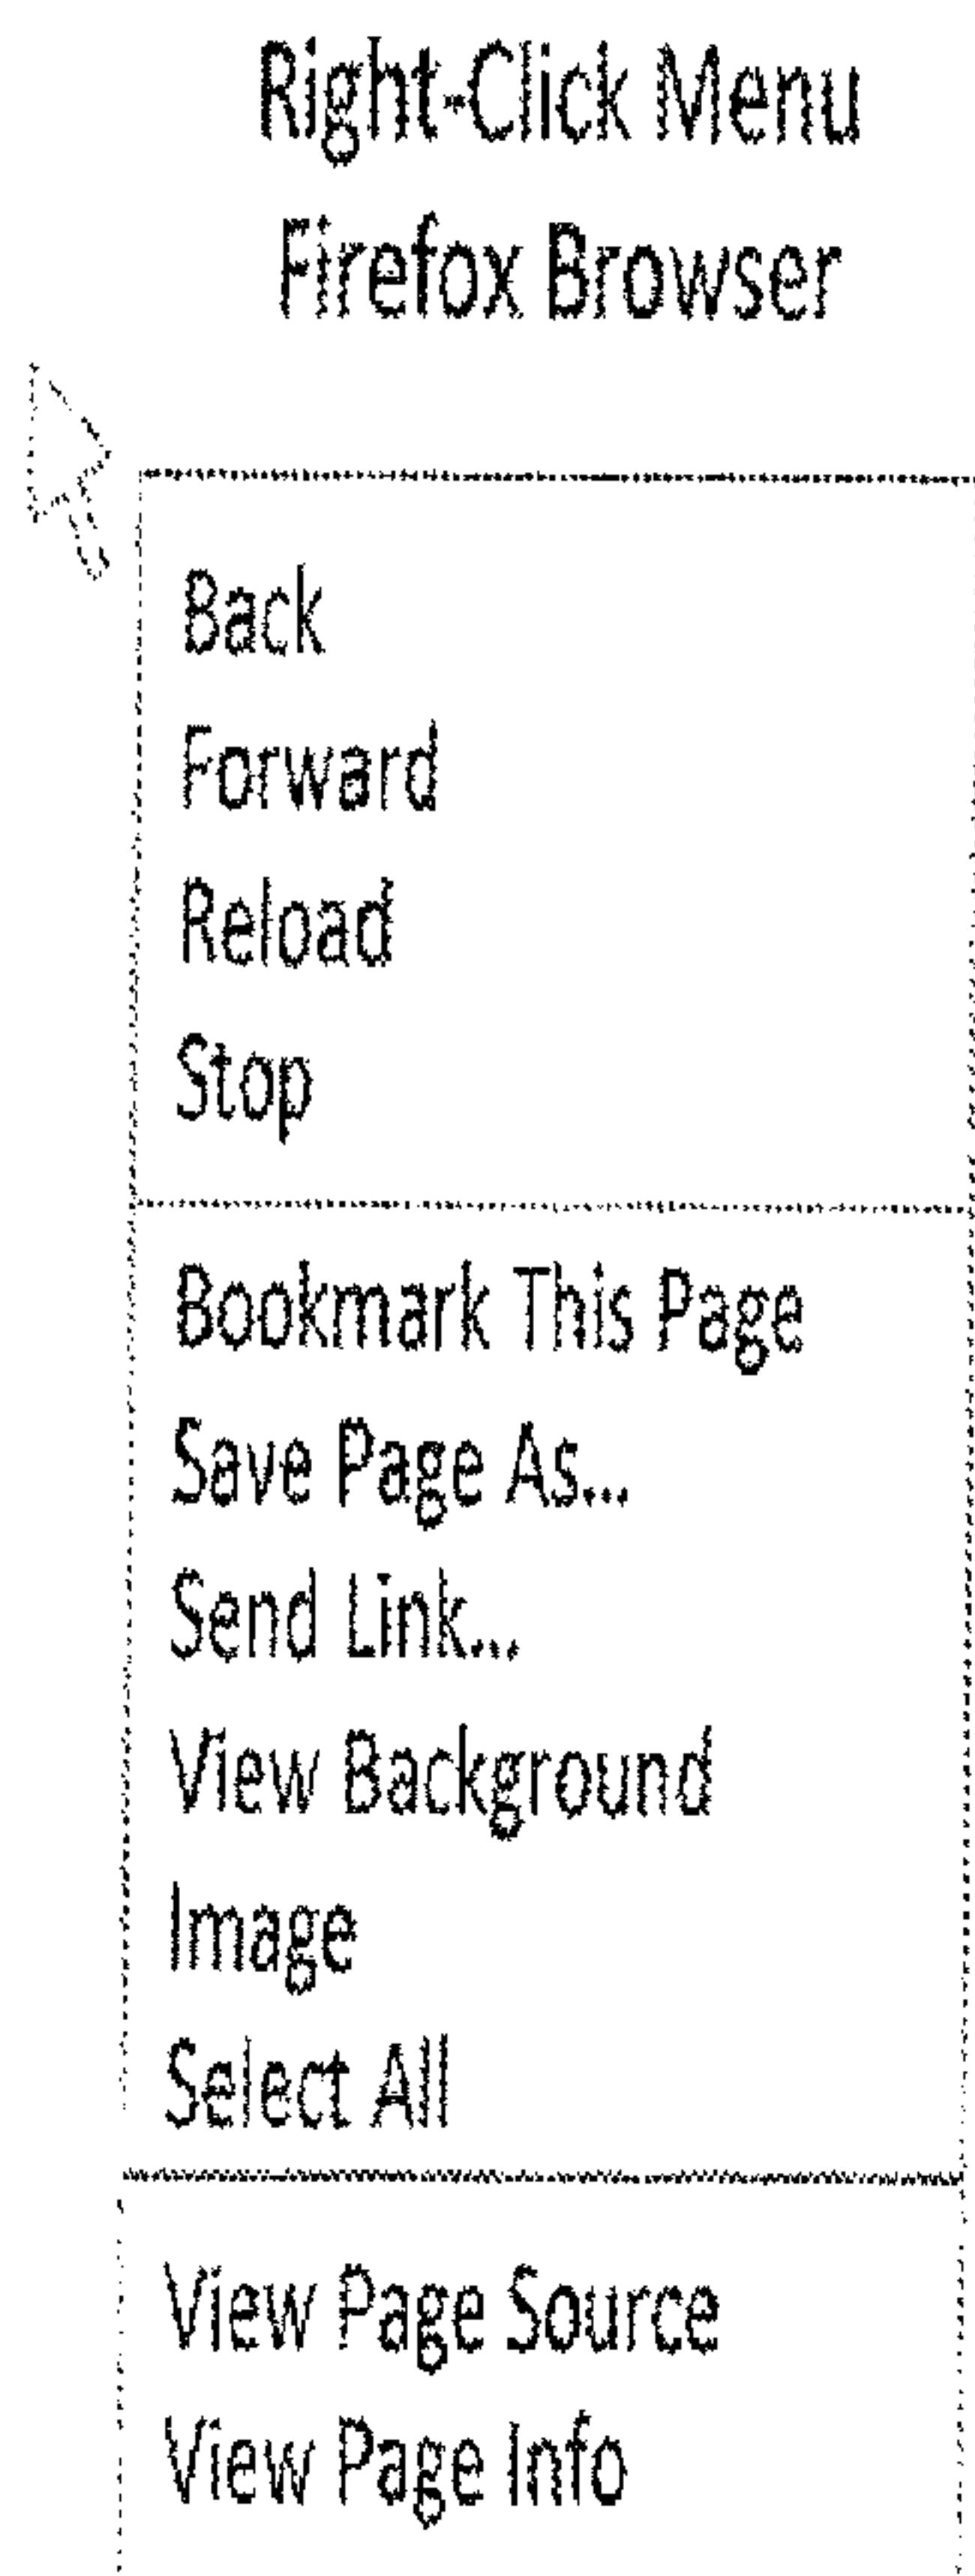 Right-Click Menu
Firefox Browser
Back
Forward
Reload
Stop
Bookmark This Page
Save Page As...
Send Link...
View Background
Image
Select All
View Page Source
View Page Info